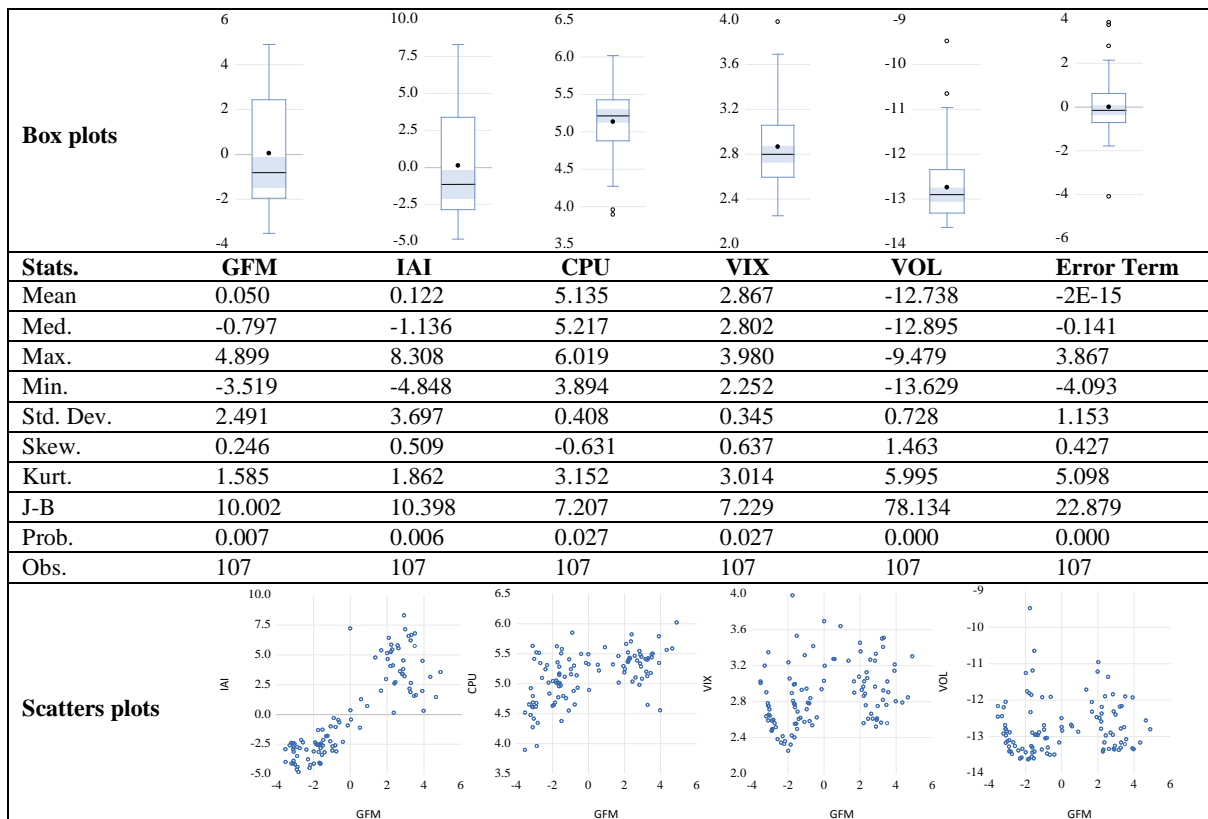 6 10.0 6.5 4.0 -9 4
4 7.5 6.0 3.6 -10 2
2 5.0 5.5 3.2 -11 0
0 2.5 5.0 2.8 -12 -2
-2 0.0 4.5 2.4 -13 -4
-4 -2.5 4.0 2.0 -14 -6
-5.0 3.5
Box plots
Stats. GFM IAI CPU VIX VOL Error Term
Mean 0.050 0.122 5.135 2.867 -12.738 -2E-15
Med. -0.797 -1.136 5.217 2.802 -12.895 -0.141
Max. 4.899 8.308 6.019 3.980 -9.479 3.867
Min. -3.519 -4.848 3.894 2.252 -13.629 -4.093
Std. Dev. 2.491 3.697 0.408 0.345 0.728 1.153
Skew. 0.246 0.509 -0.631 0.637 1.463 0.427
Kurt. 1.585 1.862 3.152 3.014 5.995 5.098
J-B 10.002 10.398 7.207 7.229 78.134 22.879
Prob. 0.007 0.006 0.027 0.027 0.000 0.000
Obs. 107 107 107 107 107 107
Scatters plots
10.0 6.5 4.0 -9
7.5 6.0 3.6 -10
5.0 5.5 3.2 -11
2.5 5.0 2.8 -12
0.0 4.5 2.4 -13
-2.5 4.0 2.0 -14
-5.0 3.5
IAI CPU VIX VOL
-4 -2 0 2 4 6 -4 -2 0 2 4 6 -4 -2 0 2 4 6 -4 -2 0 2 4 6
GFM GFM GFM GFM